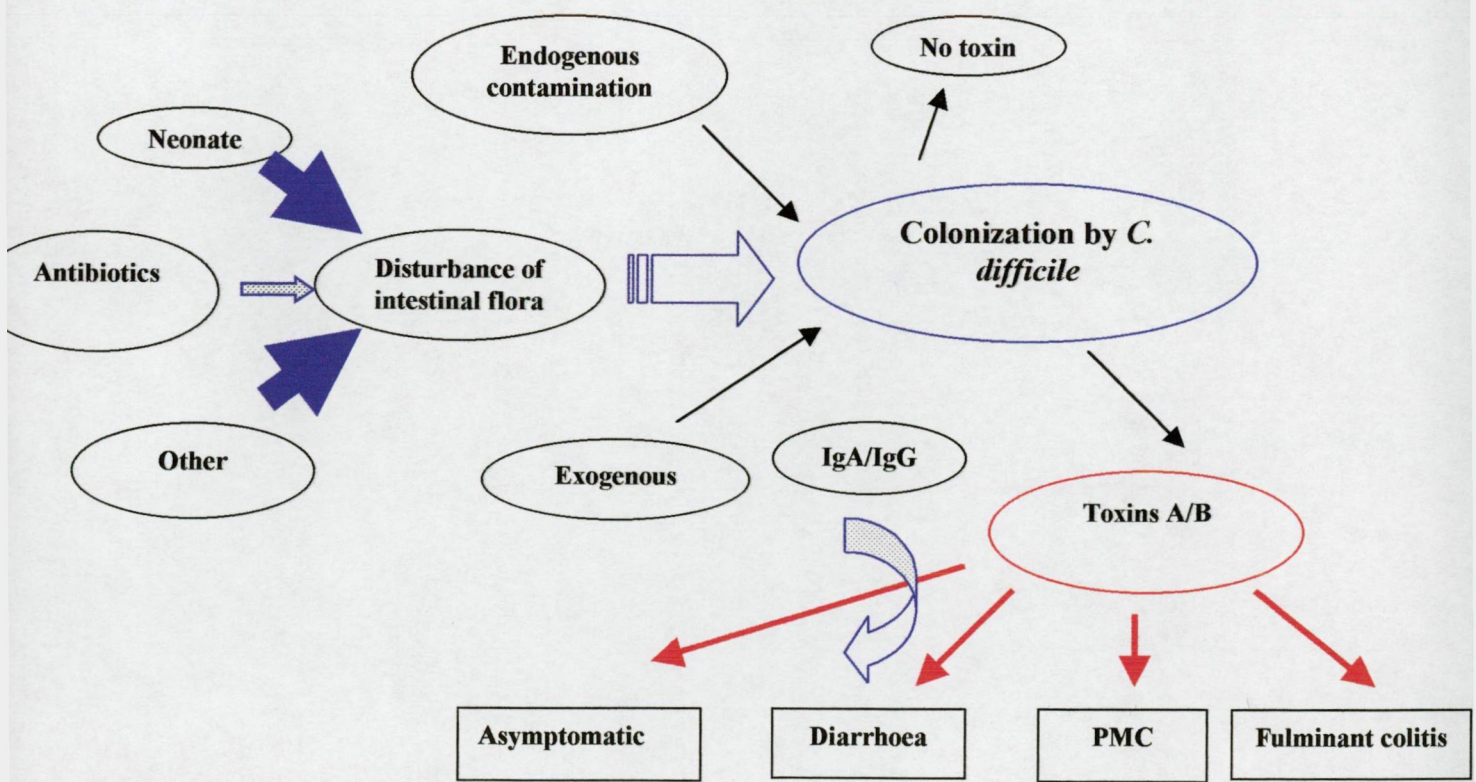 No toxin
Endogenous
contamination
Neonate
Colonization by C.
difficile
Antibiotics
Disturbance of
intestinal flora
Other
Exogenous
IgA/IgG
Toxins A/B
Asymptomatic
Diarrhoea
PMC
Fulminant colitis